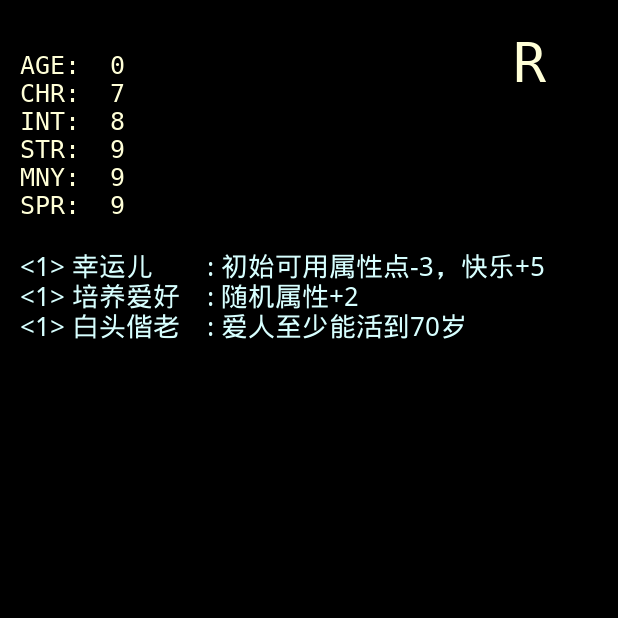 R
AGE:  0
CHR:  7
INT:  8
STR:  9
MNY:  9
SPR:  9
<1> 幸运儿 : 初始可用属性点-3，快乐+5
<1> 培养爱好 : 随机属性+2
<1> 白头偕老 : 爱人至少能活到70岁